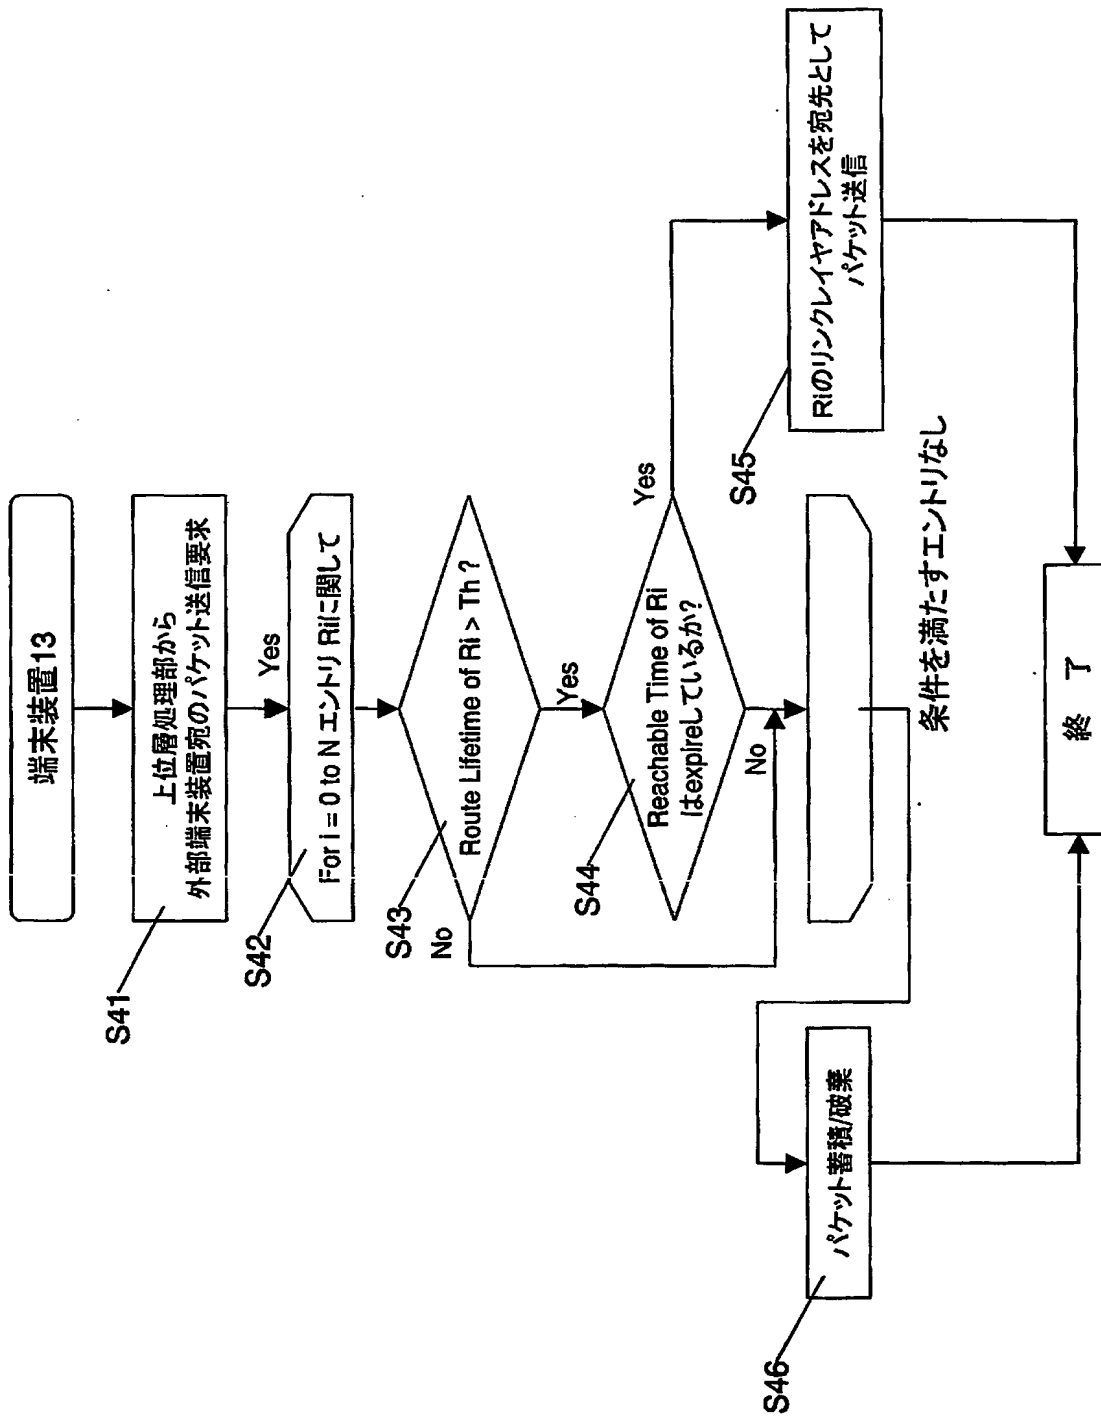 端末装置13
S41
上位層処理部から
外部端末装置宛のパケット送信要求
Yes
S42
For i = 0 to N エントリ Riに関して
S43
Route Lifetime of Ri > Th ?
No
Yes
S44
Reachable Time of Ri
はexpireしているか?
Yes
No
S45
Riのリンクレイヤアドレスを宛先として
パケット送信
条件を満たすエントリなし
S46
パケット蓄積/破棄
終 了